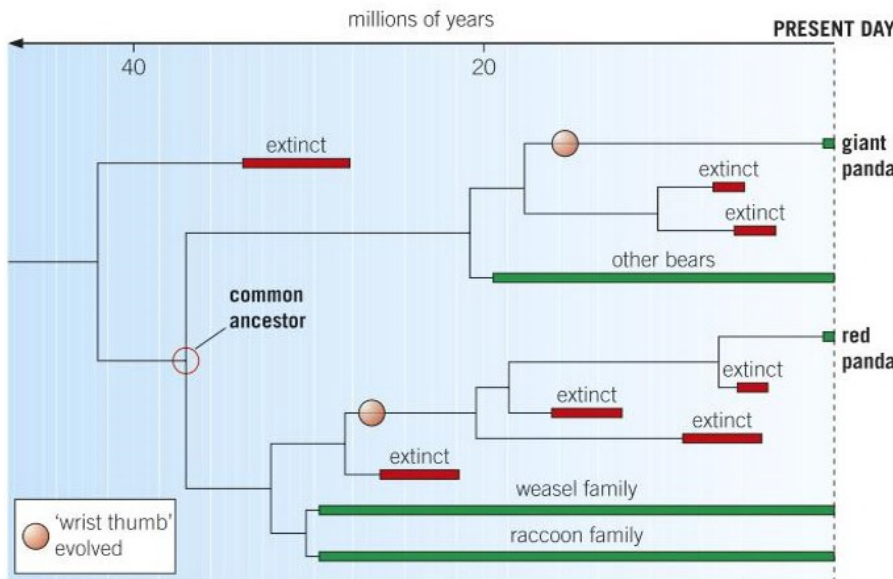 millions of years
PRESENT DAY
40
20
extinct
giant
panda
extinct
extinct
other bears
common
ancestor
red
panda
extinct
extinct
extinct
extinct
weasel family
'wrist thumb'
evolved
raccoon family